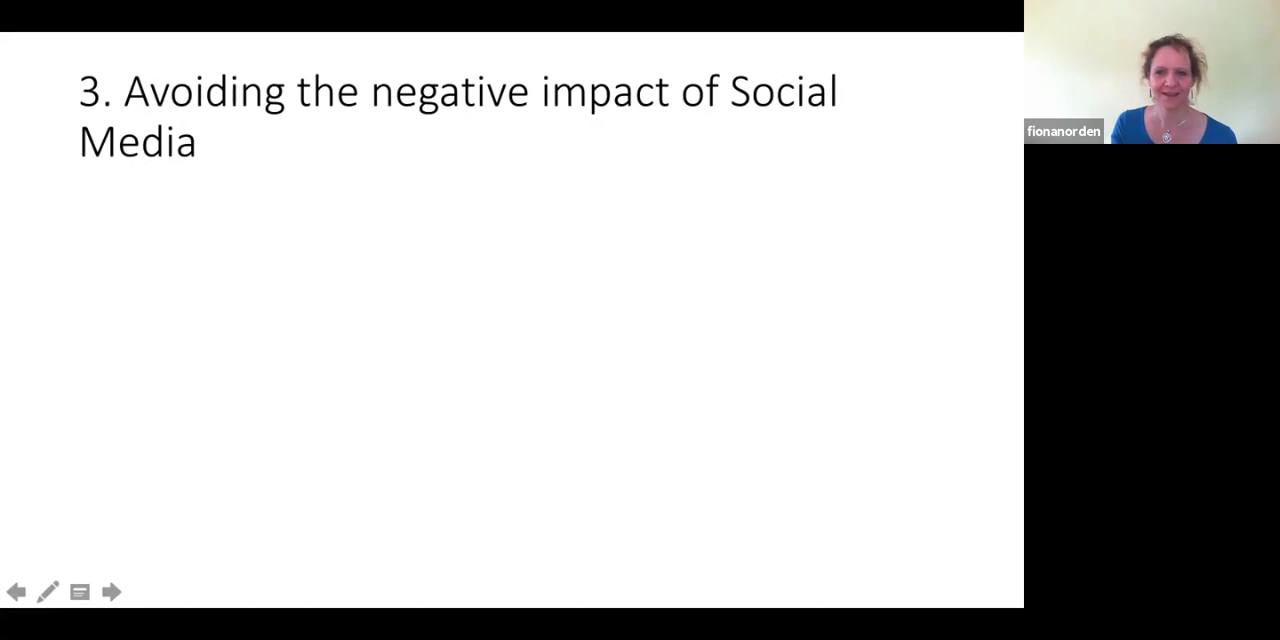 3. Avoiding the negative impact of Social
Media
fionanorden